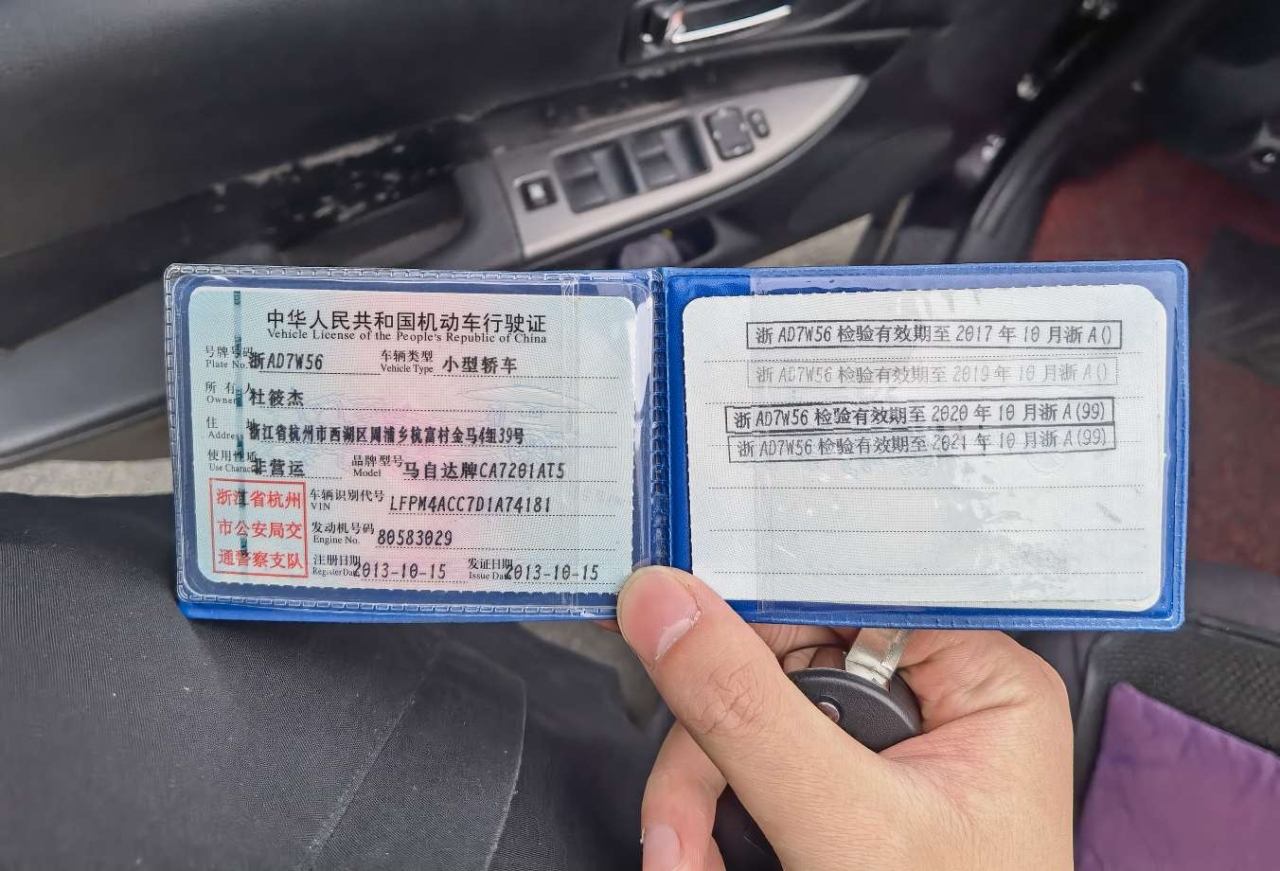 中华人民共和国机动车行驶证
Vehicle License of the People's Republic of China
号牌号码 浙AD7W56 车辆类型 小型轿车
Plate No. Vehicle Type
所有人 杜筱杰
Owner
住址 浙江省杭州市西湖区周浦乡杭富村金马4组39号
Address
使用性质 非营运 品牌型号 马自达牌CA7201AT5
Use Charac Model
浙江省杭州
市公安局交
通警察支队
车辆识别代号 LFPM4ACC7D1A74181
VIN
发动机号码 80583029
Engine No.
注册日期 2013-10-15 发证日期 2013-10-15
Register Da Issue Da
浙AD7W56 检验有效期至 2017 年 10 月浙A()
浙AD7W56 检验有效期至 2019 年 10 月浙A()
浙AD7W56 检验有效期至 2020 年 10 月浙A(99)
浙AD7W56 检验有效期至 2021 年 10 月浙A(99)